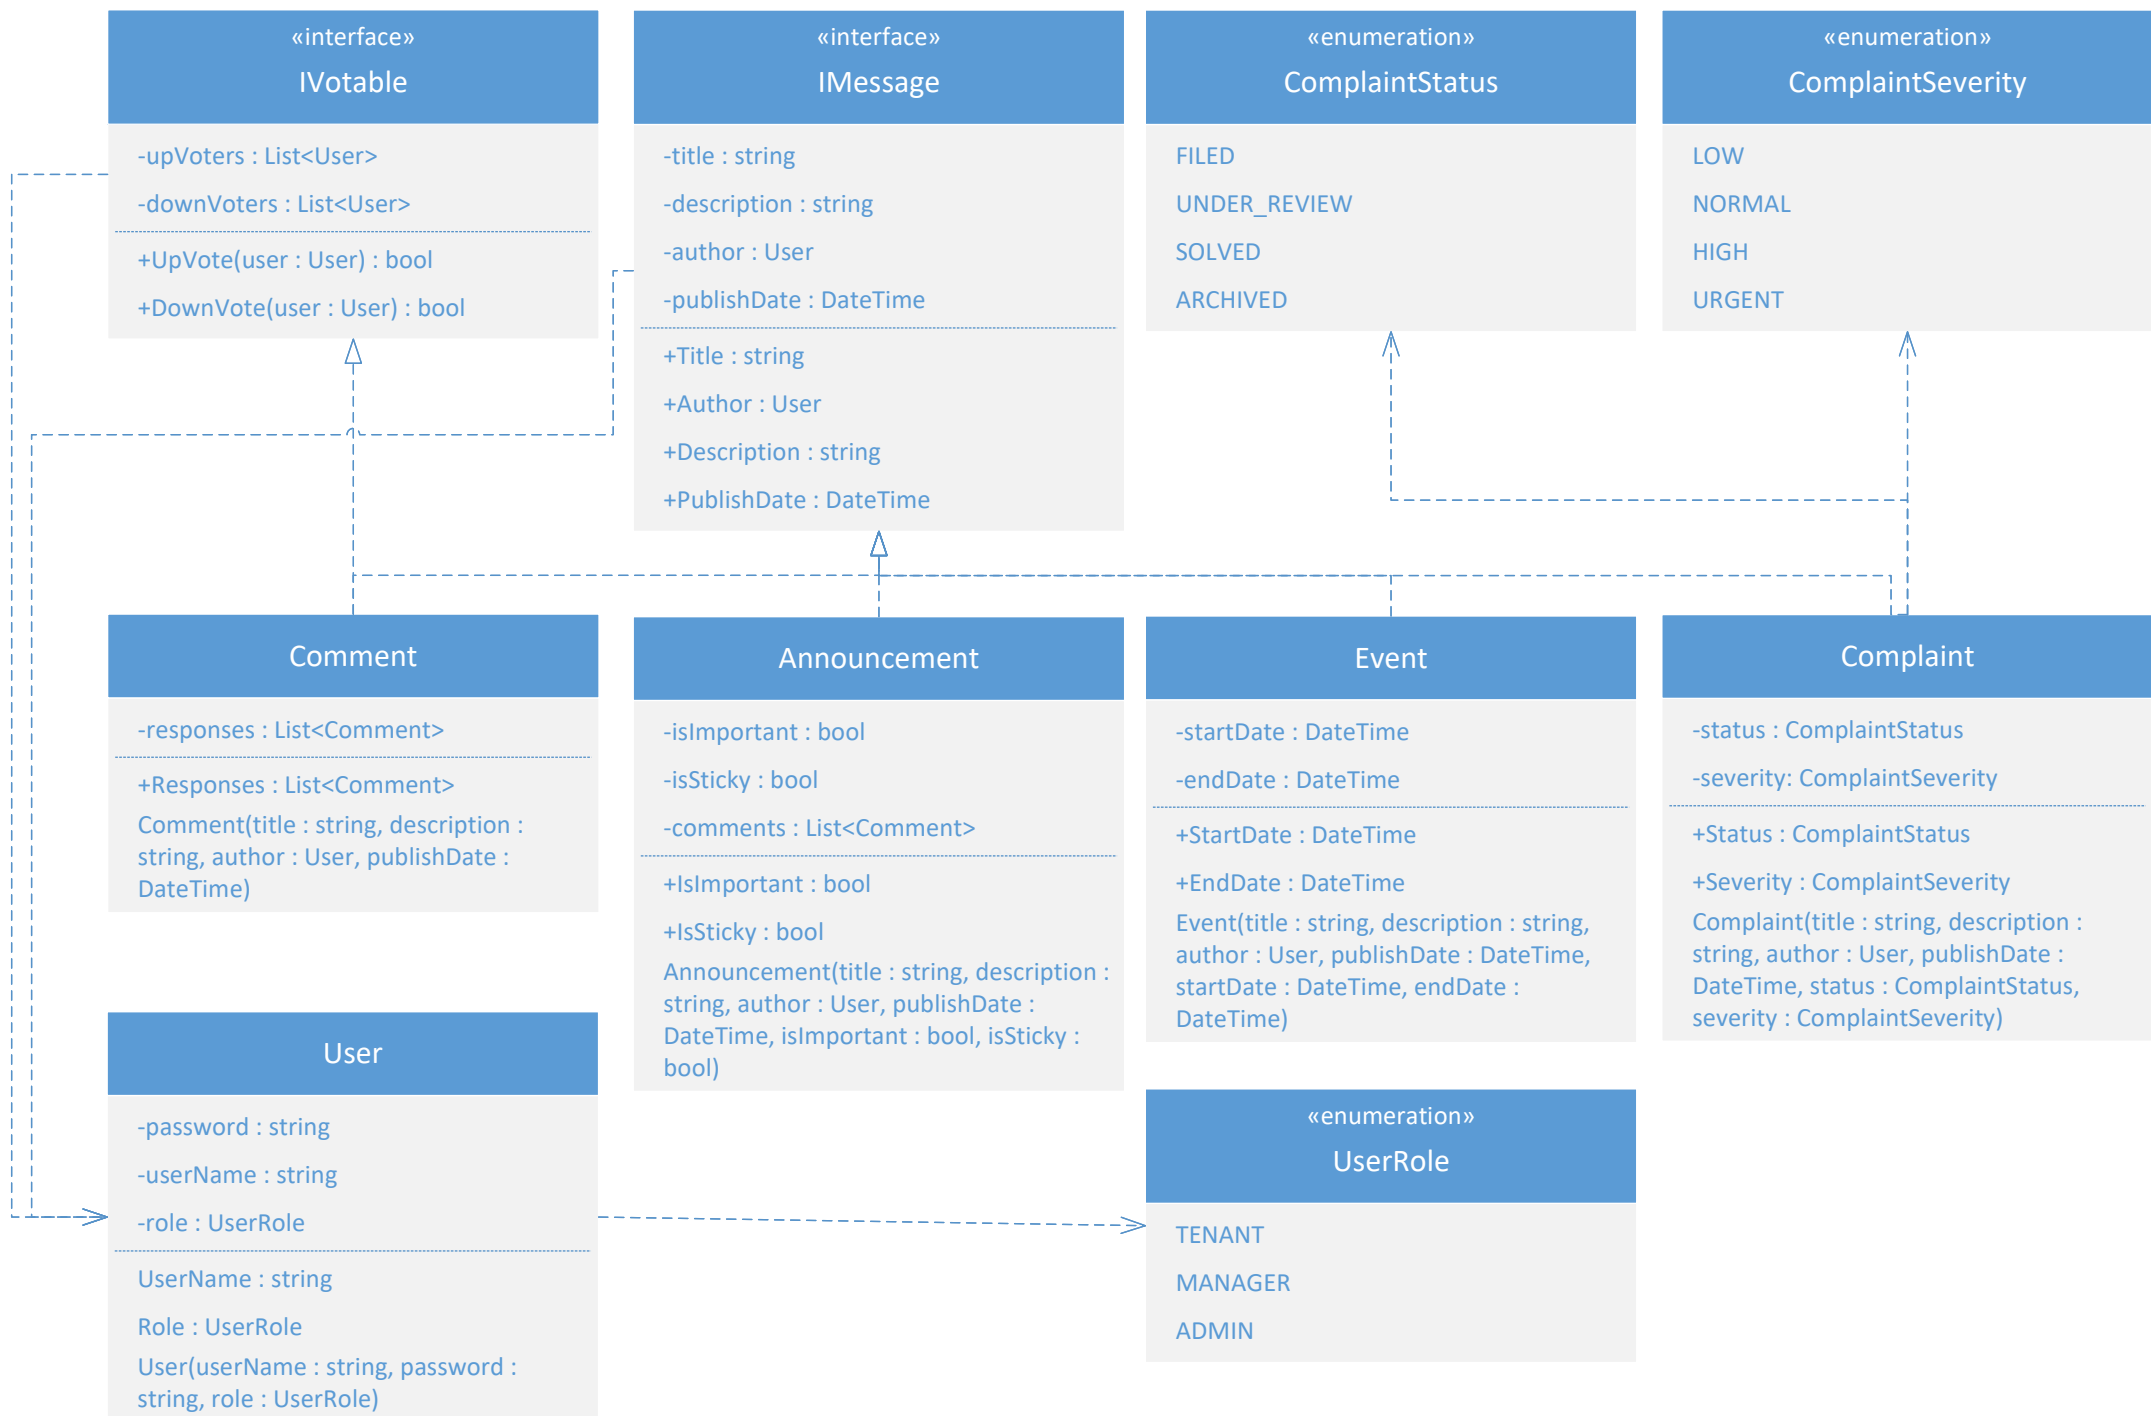 «interface»
IVotable
-upVoters : List<User>
-downVoters : List<User>
+UpVote(user : User) : bool
+DownVote(user : User) : bool
«interface»
IMessage
-title : string
-description : string
-author : User
-publishDate : DateTime
+Title : string
+Author : User
+Description : string
+PublishDate : DateTime
«enumeration»
ComplaintStatus
FILED
UNDER_REVIEW
SOLVED
ARCHIVED
«enumeration»
ComplaintSeverity
LOW
NORMAL
HIGH
URGENT
Comment
-responses : List<Comment>
+Responses : List<Comment>
Comment(title : string, description :
string, author : User, publishDate :
DateTime)
Announcement
-isImportant : bool
-isSticky : bool
-comments : List<Comment>
+IsImportant : bool
+IsSticky : bool
Announcement(title : string, description :
string, author : User, publishDate :
DateTime, isImportant : bool, isSticky :
bool)
Event
-startDate : DateTime
-endDate : DateTime
+StartDate : DateTime
+EndDate : DateTime
Event(title : string, description : string,
author : User, publishDate : DateTime,
startDate : DateTime, endDate :
DateTime)
Complaint
-status : ComplaintStatus
-severity: ComplaintSeverity
+Status : ComplaintStatus
+Severity : ComplaintSeverity
Complaint(title : string, description :
string, author : User, publishDate :
DateTime, status : ComplaintStatus,
severity : ComplaintSeverity)
User
-password : string
-userName : string
-role : UserRole
UserName : string
Role : UserRole
User(userName : string, password :
string, role : UserRole)
«enumeration»
UserRole
TENANT
MANAGER
ADMIN